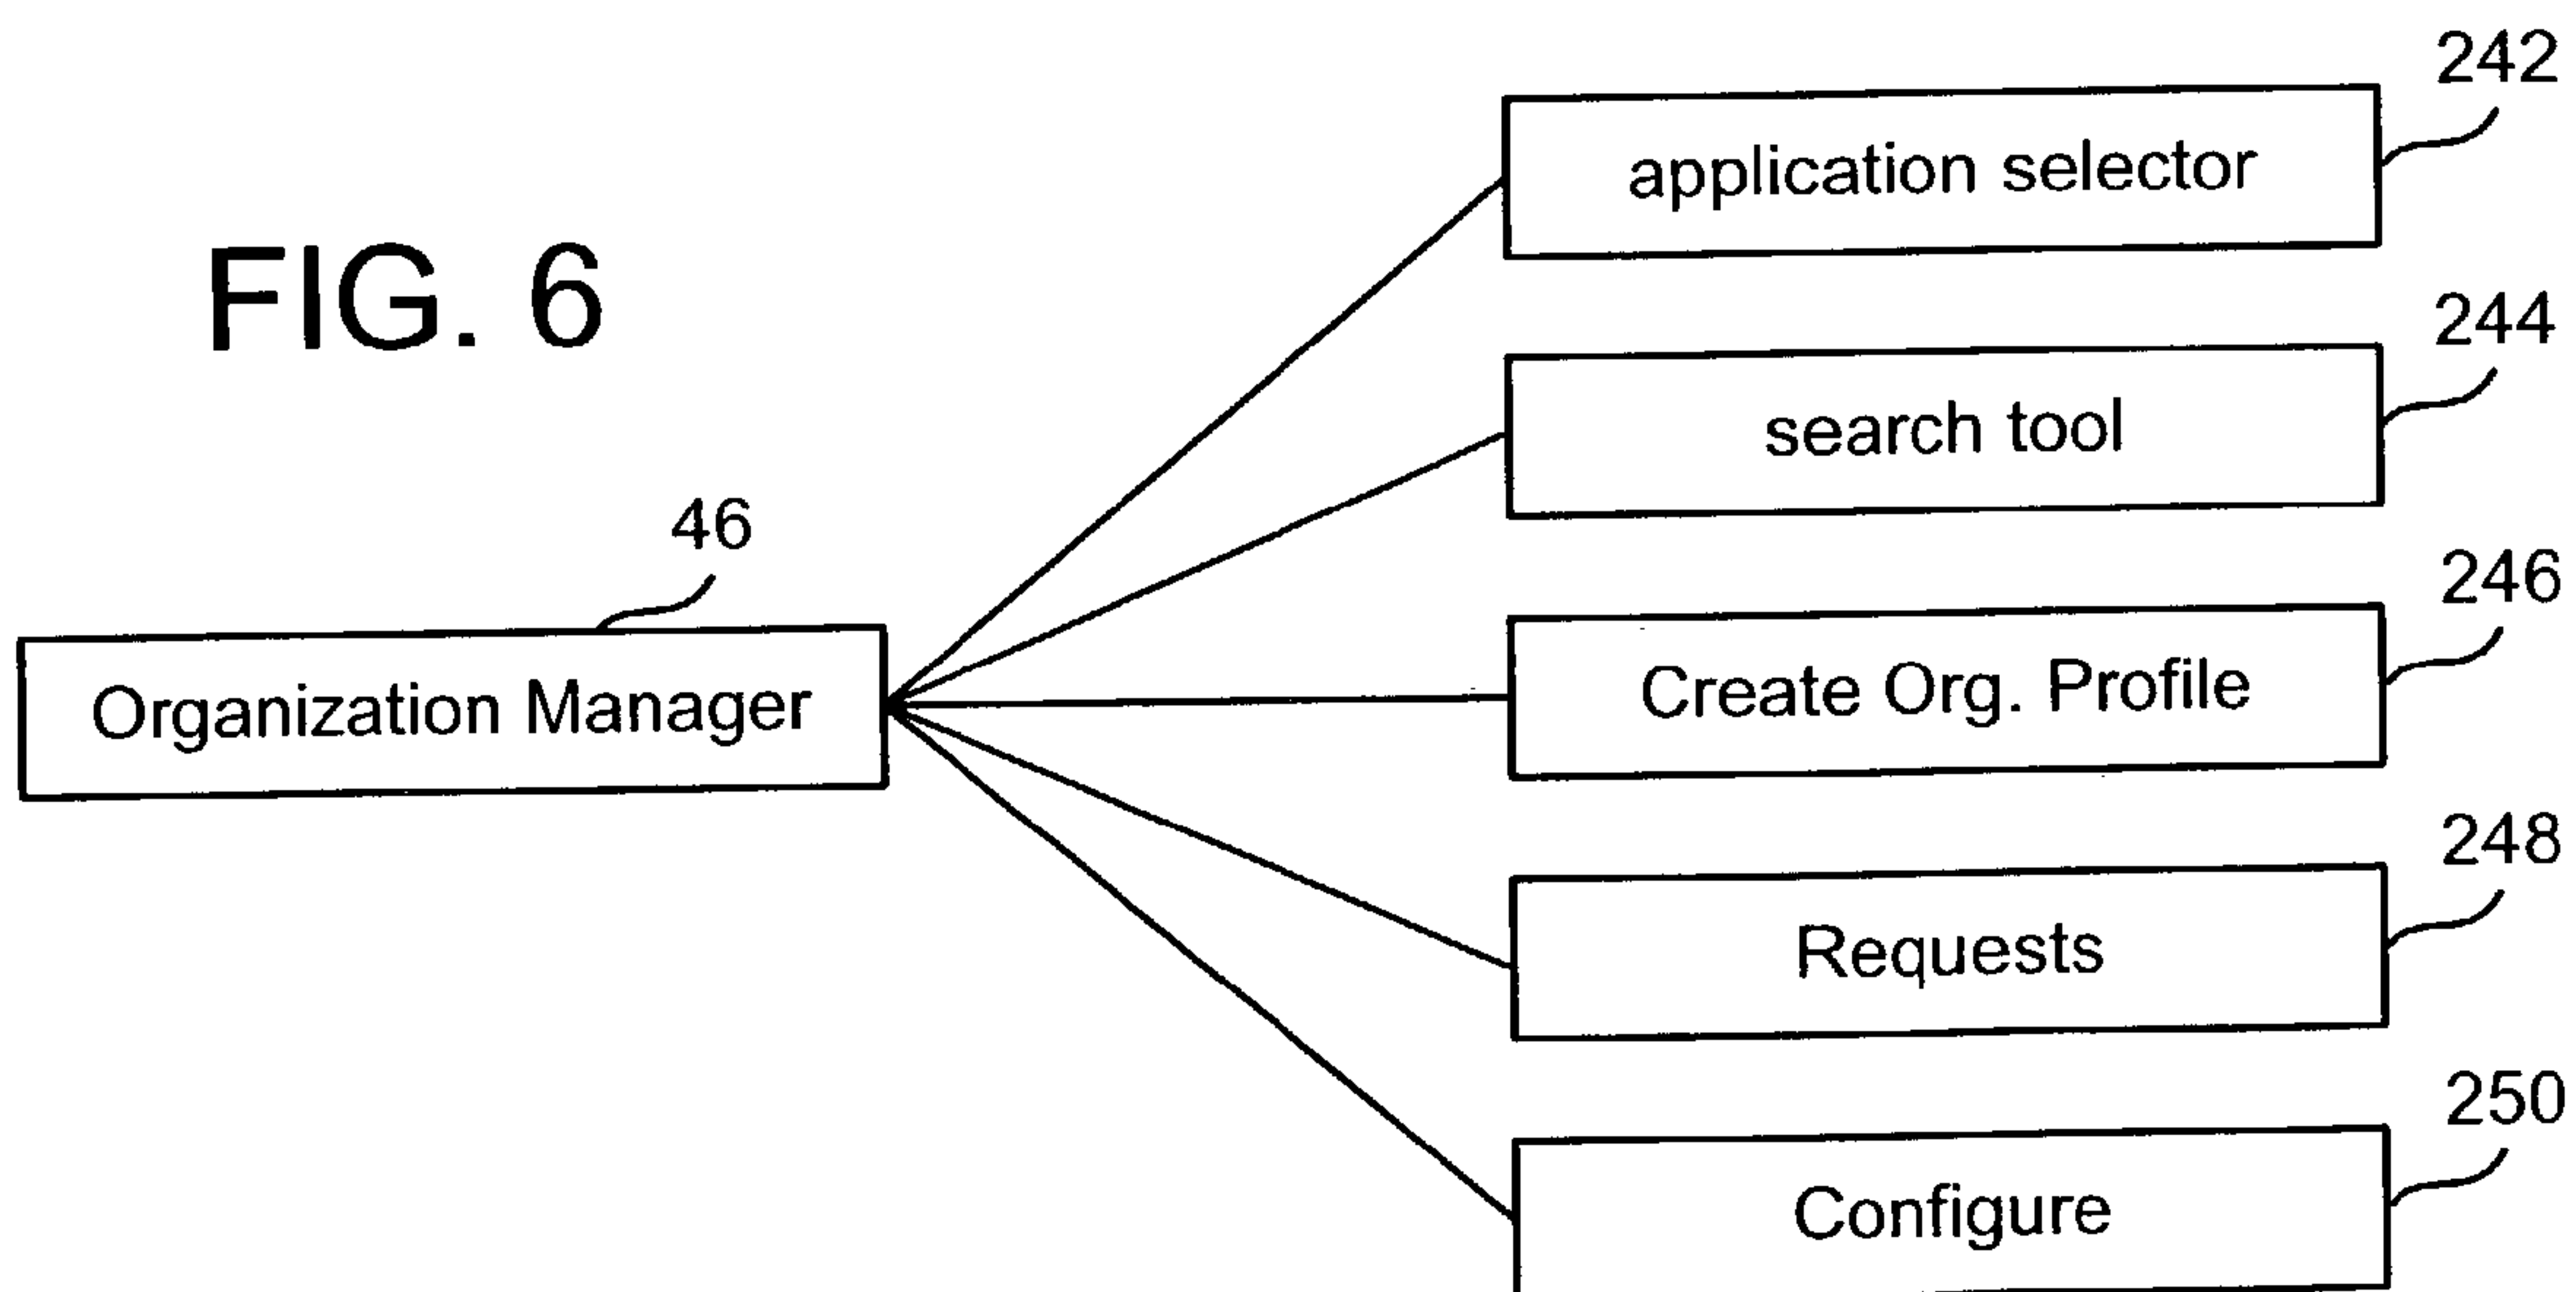 242
application selector
FIG. 6
244
search tool
46
246
Organization Manager
Create Org. Profile
248
Requests
250
Configure